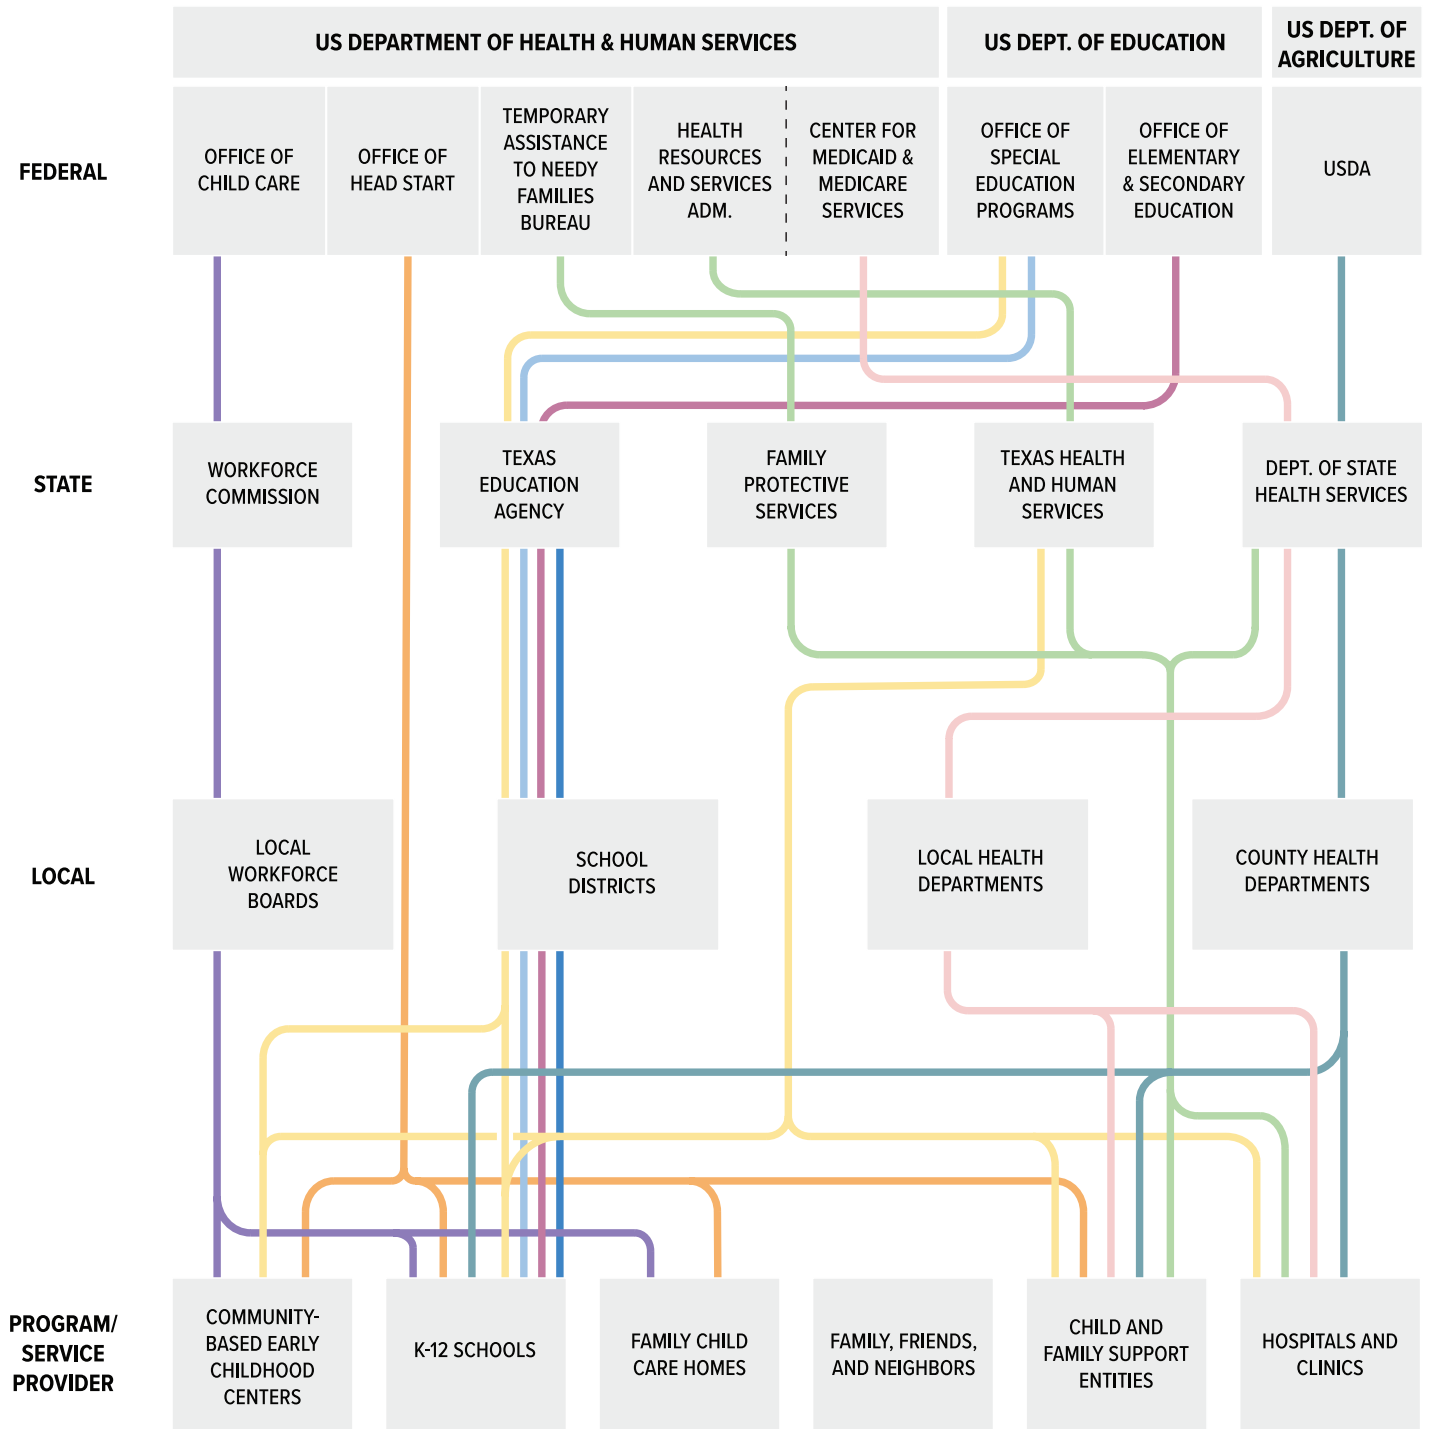 US DEPARTMENT OF HEALTH & HUMAN SERVICES
US DEPT. OF EDUCATION
US DEPT. OF
AGRICULTURE
FEDERAL
OFFICE OF
CHILD CARE
OFFICE OF
HEAD START
TEMPORARY
ASSISTANCE
TO NEEDY
FAMILIES
BUREAU
HEALTH
RESOURCES
AND SERVICES
ADM.
CENTER FOR
MEDICAID &
MEDICARE
SERVICES
OFFICE OF
SPECIAL
EDUCATION
PROGRAMS
OFFICE OF
ELEMENTARY
& SECONDARY
EDUCATION
USDA
STATE
WORKFORCE
COMMISSION
TEXAS
EDUCATION
AGENCY
FAMILY
PROTECTIVE
SERVICES
TEXAS HEALTH
AND HUMAN
SERVICES
DEPT. OF STATE
HEALTH SERVICES
LOCAL
LOCAL
WORKFORCE
BOARDS
SCHOOL
DISTRICTS
LOCAL HEALTH
DEPARTMENTS
COUNTY HEALTH
DEPARTMENTS
PROGRAM/
SERVICE
PROVIDER
COMMUNITY-
BASED EARLY
CHILDHOOD
CENTERS
K-12 SCHOOLS
FAMILY CHILD
CARE HOMES
FAMILY, FRIENDS,
AND NEIGHBORS
CHILD AND
FAMILY SUPPORT
ENTITIES
HOSPITALS AND
CLINICS